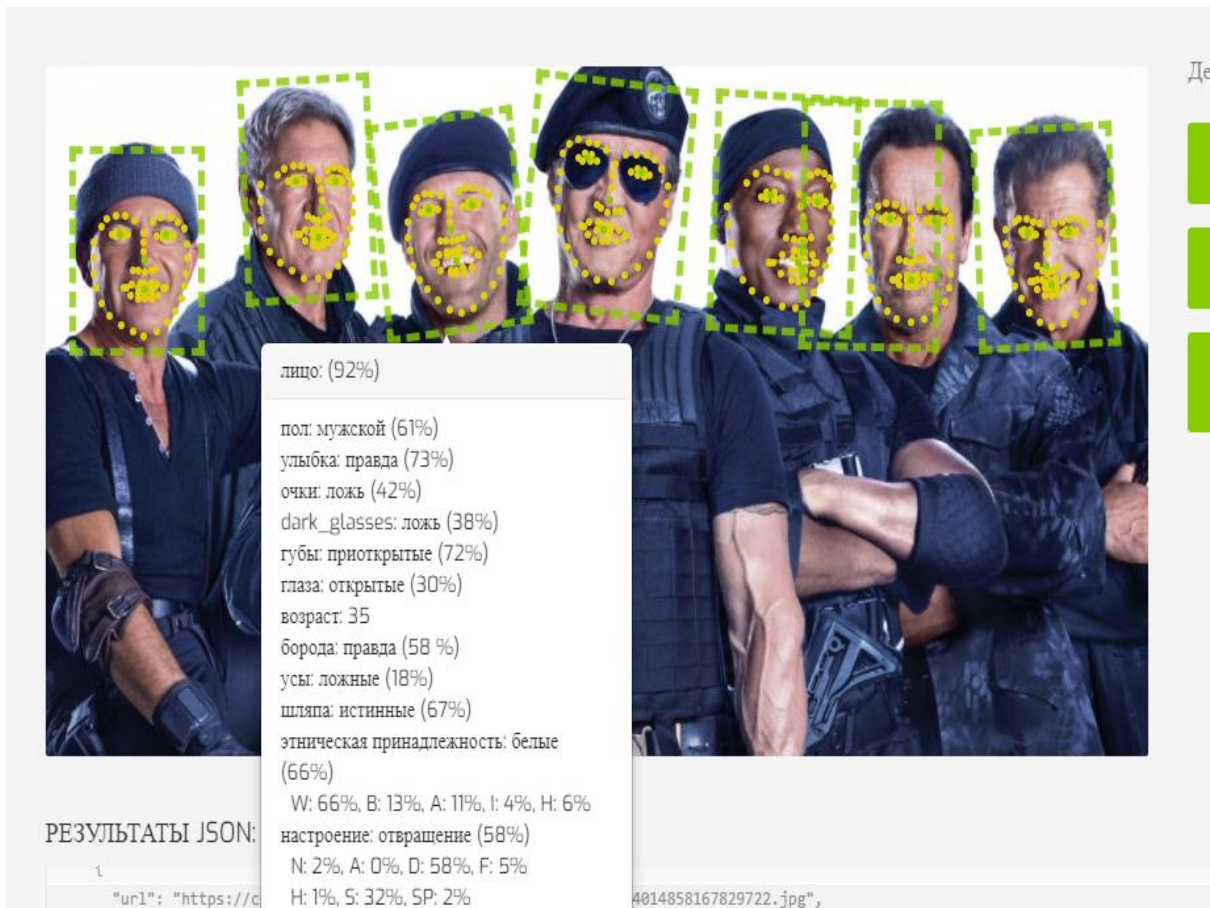 Де
лицо: (92%)
пол: мужской (61%)
улыбка: правда (73%)
очки: ложь (42%)
dark_glasses: ложь (38%)
губы: приоткрытые (72%)
глаза: открытые (30%)
возраст: 35
борода: правда (58 %)
усы: ложные (18%)
шляпа: истинные (67%)
этническая принадлежность: белые
(66%)
W: 66%, B: 13%, A: 11%, I: 4%, H: 6%
настроение: отвращение (58%)
N: 2%, A: 0%, D: 58%, F: 5%
H: 1%, S: 32%, SP: 2%
РЕЗУЛЬТАТЫ JSON:
{
"url": "https://c 4014858167829722.jpg",